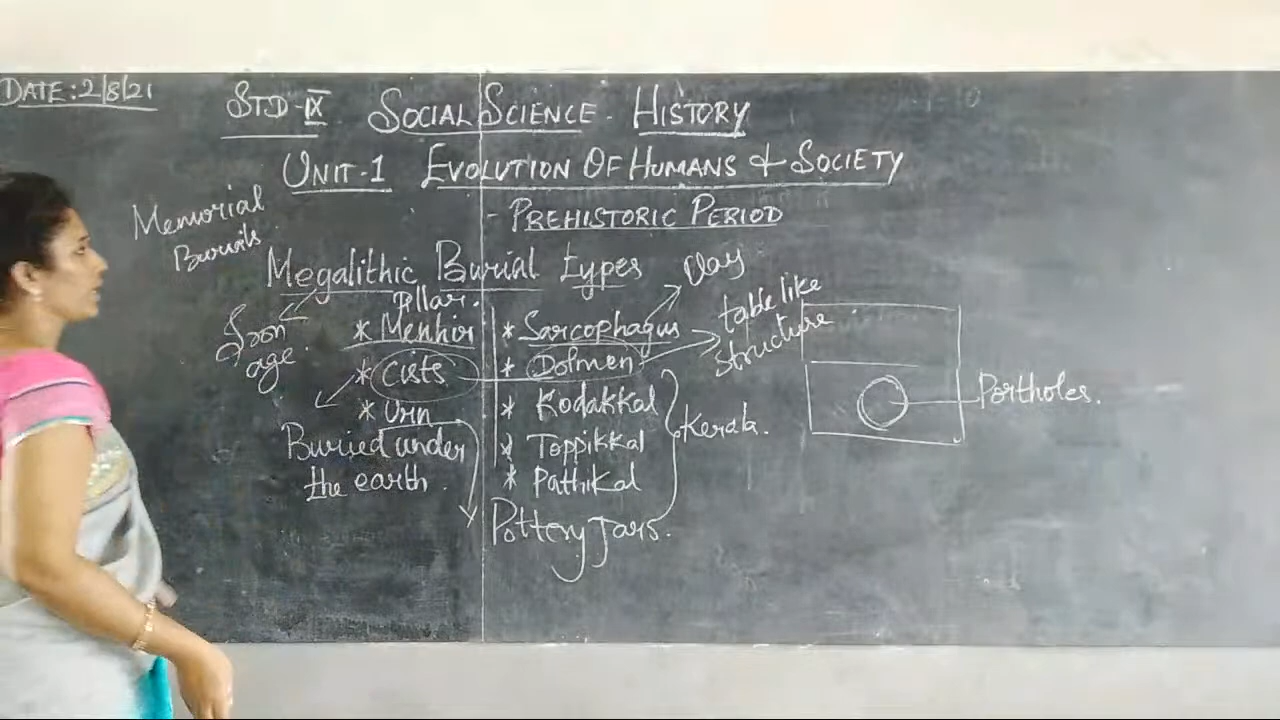 DATE: 2/8/21
STD-IX SOCIAL SCIENCE - HISTORY
UNIT-1 EVOLUTION OF HUMANS & SOCIETY
- PREHISTORIC PERIOD
Memorial
Burials
Megalithic Burial types
Clay
Iron
age.
Pillar.
* Menhir
* Cists
* Urn
Buried under
the earth.
* Sarcophagus
* Dolmen
* Kodakkal
* Toppikkal
* Pathikal
Pottery Jars.
table like
structure
Kerala.
Portholes.